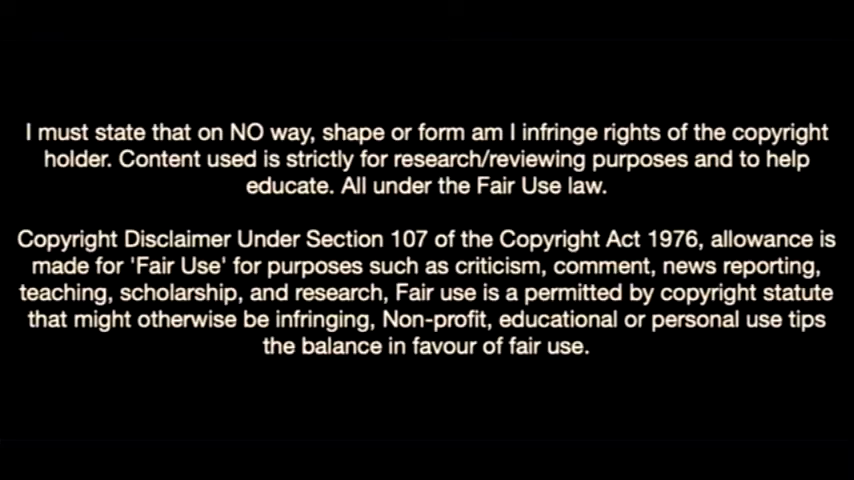 I must state that on NO way, shape or form am I infringe rights of the copyright
holder. Content used is strictly for research/reviewing purposes and to help
educate. All under the Fair Use law.
Copyright Disclaimer Under Section 107 of the Copyright Act 1976, allowance is
made for 'Fair Use' for purposes such as criticism, comment, news reporting,
teaching, scholarship, and research, Fair use is a permitted by copyright statute
that might otherwise be infringing, Non-profit, educational or personal use tips
the balance in favour of fair use.